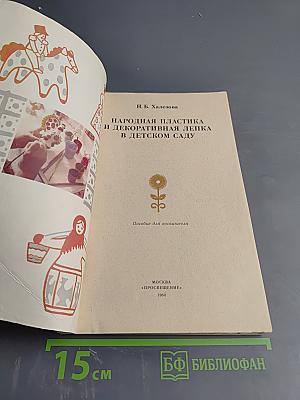 Н. Б. Халезова
НАРОДНАЯ ПЛАСТИКА
И ДЕКОРАТИВНАЯ ЛЕПКА
В ДЕТСКОМ САДУ
Пособие для воспитателя
МОСКВА
«ПРОСВЕЩЕНИЕ»
1984
15 см
БФ БИБЛИОФАН